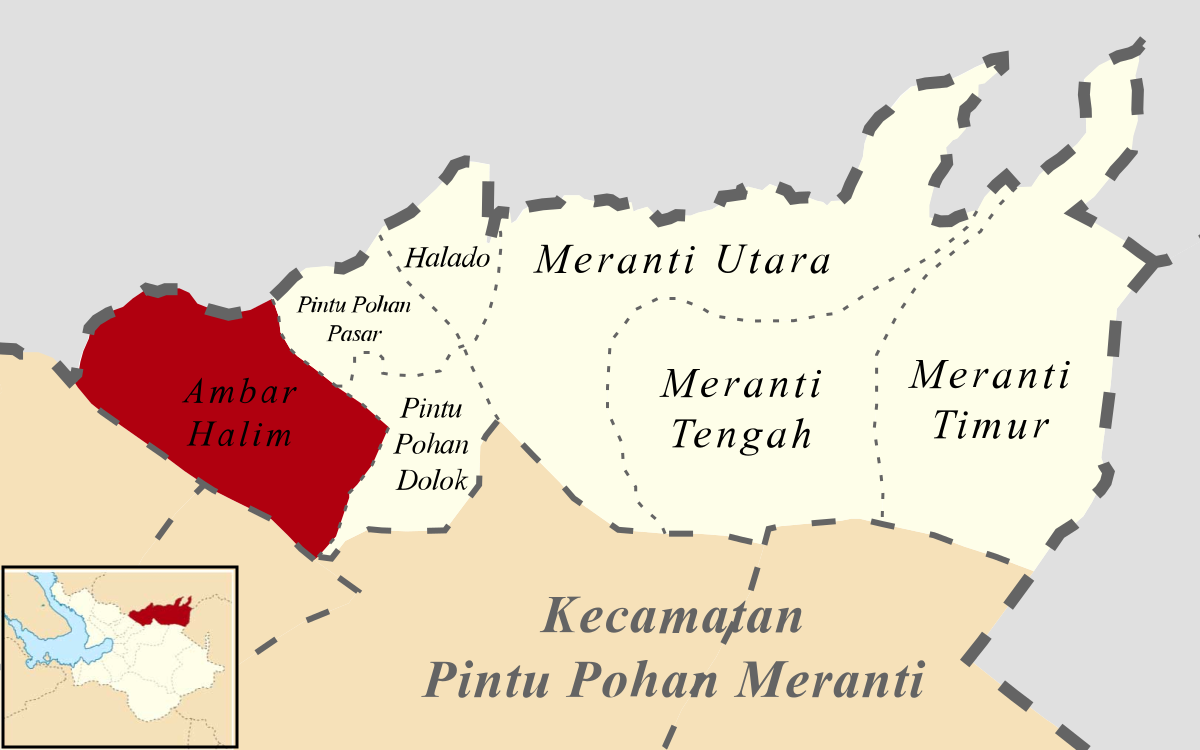 Halado
Meranti Utara
Pintu Pohan
Pasar
Ambar
Halim
Pintu
Pohan
Dolok
Meranti
Tengah
Meranti
Timur
Kecamatan
Pintu Pohan Meranti